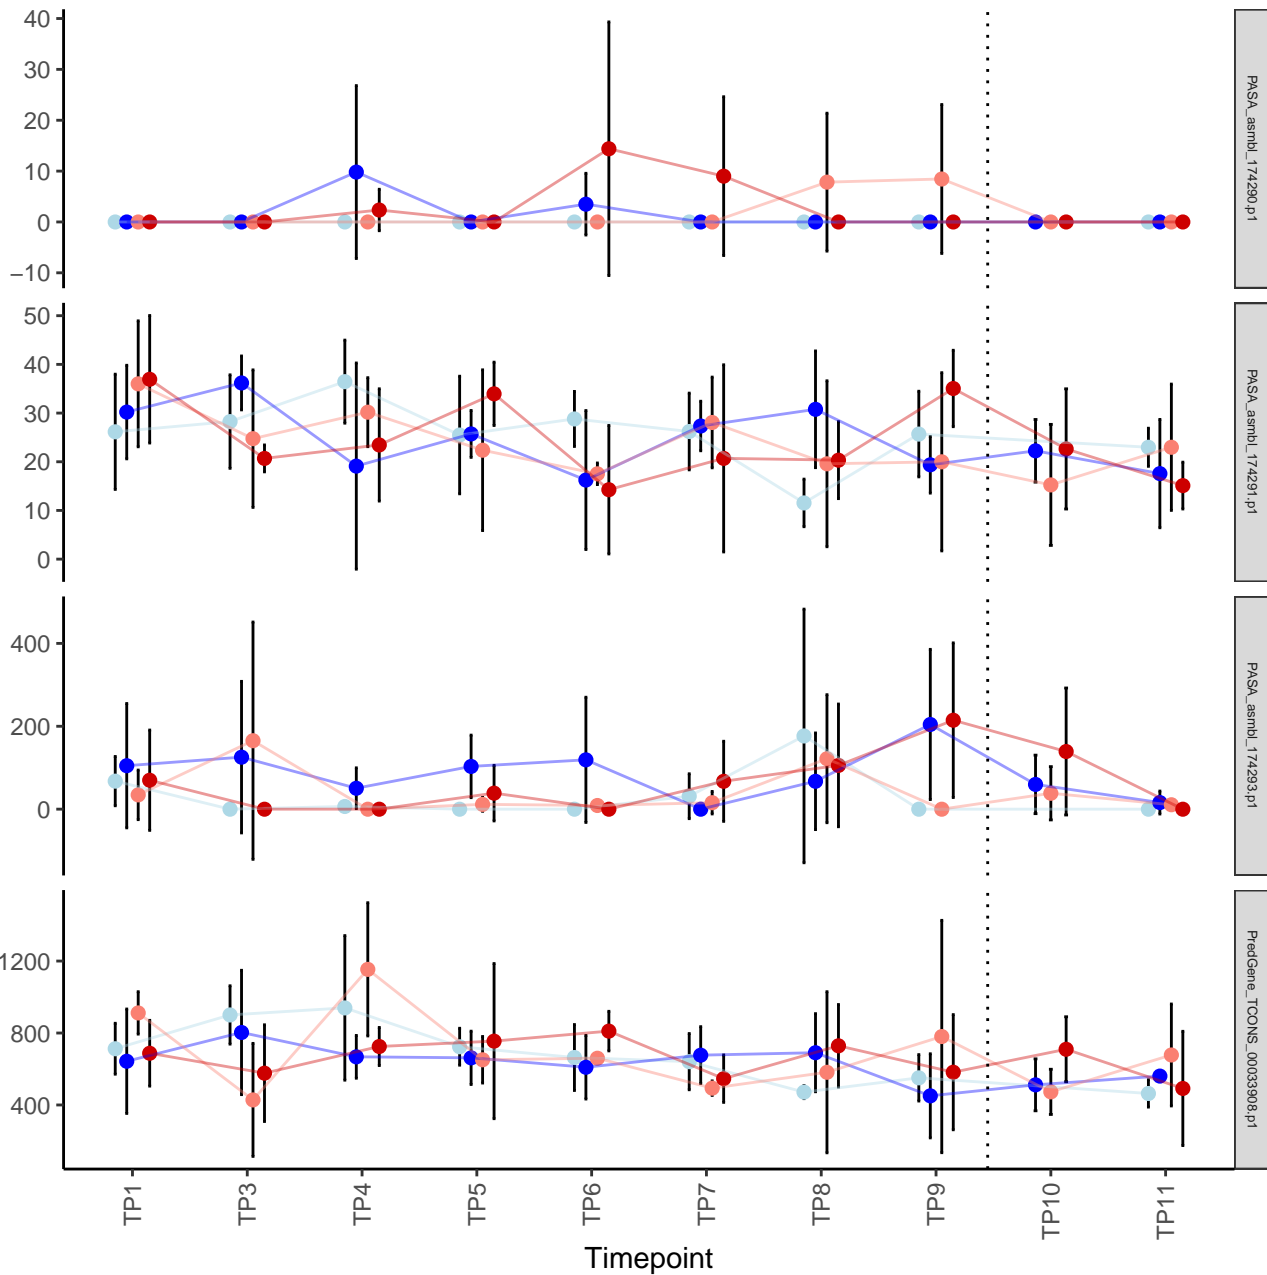 40
30
20
10
0
−10
PASA_asmbl_174290.p1
50
40
30
20
10
0
PASA_asmbl_174291.p1
400
200
0
PASA_asmbl_174293.p1
1200
800
400
PredGene_TCONS_00033908.p1
TP1
TP3
TP4
TP5
TP6
TP7
TP8
TP9
TP10
TP11
Timepoint